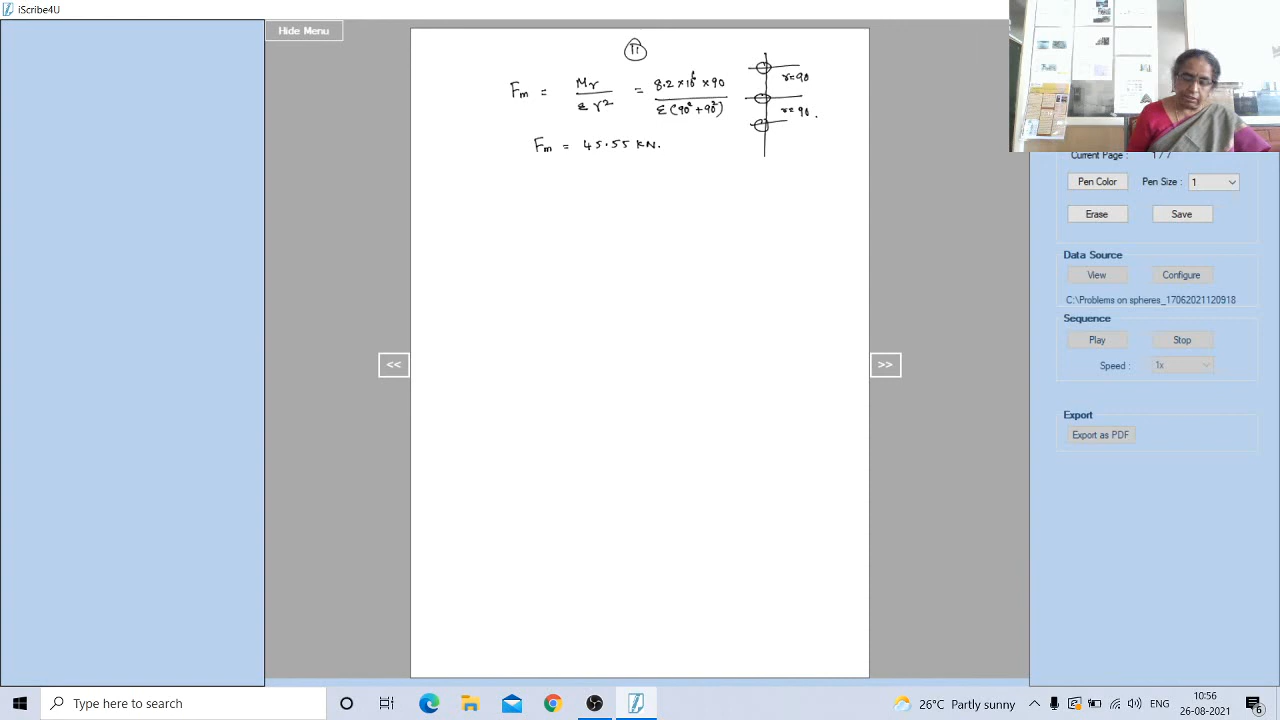 iScribe4U
Hide Menu
11
Fm = Mr / Σr² = 8.2×10⁶×90 / Σ(90²+90²)
r=90
r=90.
Fm = 45.55 KN.
Current Page : 1 / 7
Pen Color Pen Size : 1
Erase Save
Data Source
View Configure
C:\Problems on spheres_17062021120918
Sequence
Play Stop
Speed : 1x
<< >>
Export
Export as PDF
Type here to search
26°C Partly sunny
ENG
10:56
26-08-2021
6